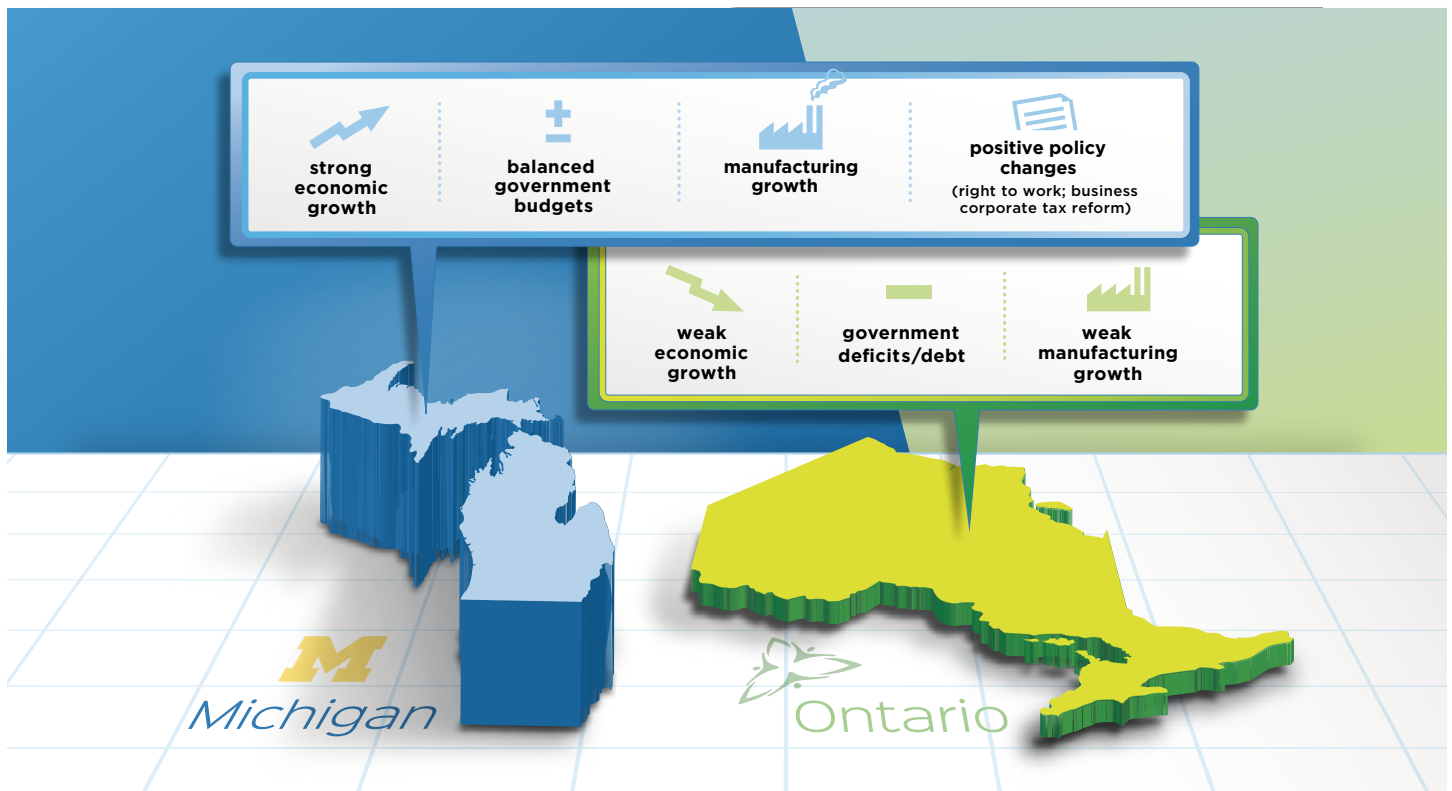 strong
economic
growth
balanced
government
budgets
manufacturing
growth
positive policy
changes
(right to work; business
corporate tax reform)
weak
economic
growth
government
deficits/debt
weak
manufacturing
growth
M
Michigan
Ontario